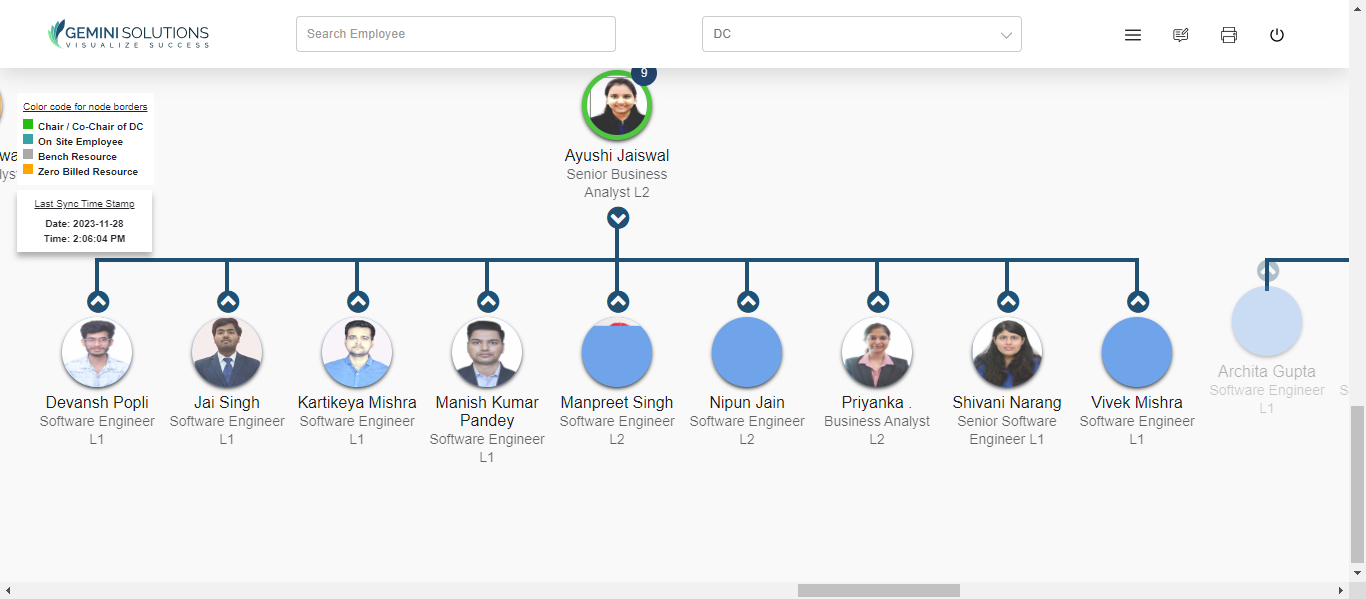 GEMINI SOLUTIONS
VISUALIZE SUCCESS
Search Employee
DC
9
Color code for node borders
Chair / Co-Chair of DC
On Site Employee
Bench Resource
Zero Billed Resource
Last Sync Time Stamp
Date: 2023-11-28
Time: 2:06:04 PM
Ayushi Jaiswal
Senior Business
Analyst L2
Devansh Popli
Software Engineer
L1
Jai Singh
Software Engineer
L1
Kartikeya Mishra
Software Engineer
L1
Manish Kumar
Pandey
Software Engineer
L1
Manpreet Singh
Software Engineer
L2
Nipun Jain
Software Engineer
L2
Priyanka .
Business Analyst
L2
Shivani Narang
Senior Software
Engineer L1
Vivek Mishra
Software Engineer
L1
Archita Gupta
Software Engineer
L1